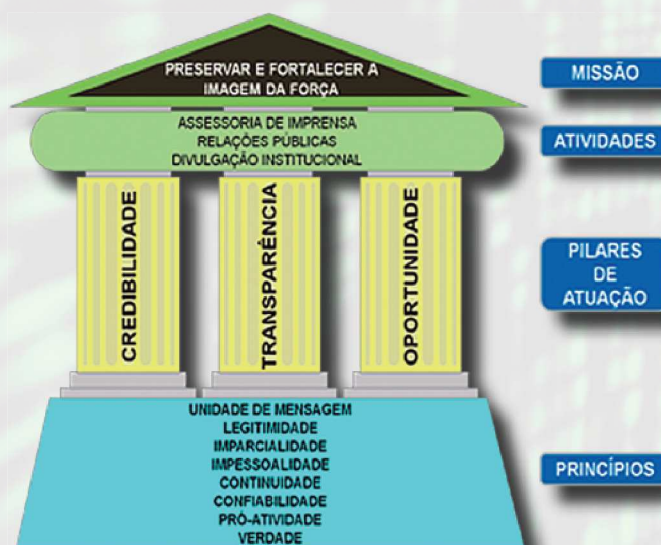 PRESERVAR E FORTALECER A
IMAGEM DA FORÇA
MISSÃO
ASSESSORIA DE IMPRENSA
RELAÇÕES PÚBLICAS
DIVULGAÇÃO INSTITUCIONAL
ATIVIDADES
CREDIBILIDADE
TRANSPARÊNCIA
OPORTUNIDADE
PILARES
DE
ATUAÇÃO
UNIDADE DE MENSAGEM
LEGITIMIDADE
IMPARCIALIDADE
IMPESSOALIDADE
CONTINUIDADE
CONFIABILIDADE
PRÓ-ATIVIDADE
VERDADE
PRINCÍPIOS